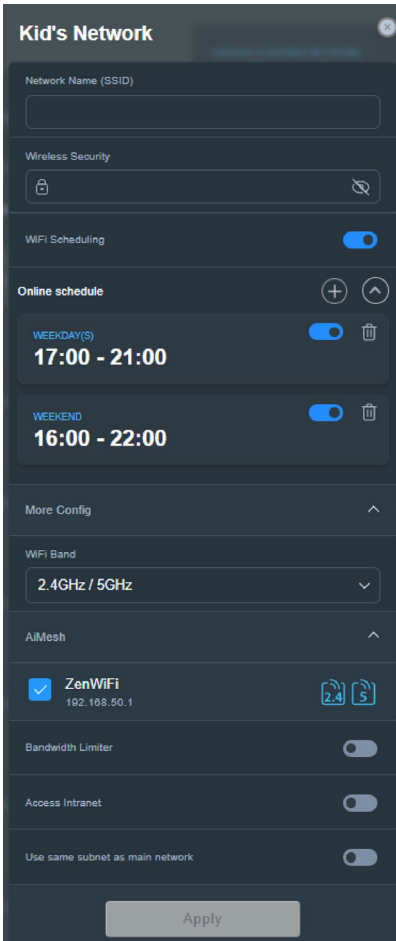 Kid's Network
Network Name (SSID)
Wireless Security
WiFi Scheduling
Online schedule
WEEKDAY(S)
17:00 - 21:00
WEEKEND
16:00 - 22:00
More Config
WiFi Band
2.4GHz / 5GHz
AiMesh
ZenWiFi
192.168.50.1
2.4 5
Bandwidth Limiter
Access Intranet
Use same subnet as main network
Apply